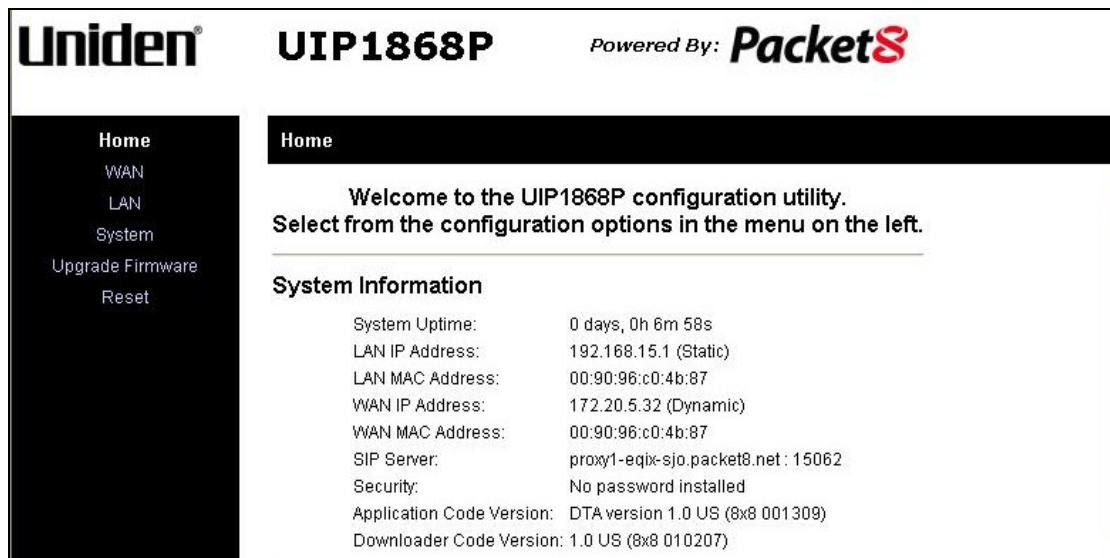 Uniden® UIP1868P Powered By: Packet8
Home
WAN
LAN
System
Upgrade Firmware
Reset
Home
Welcome to the UIP1868P configuration utility.
Select from the configuration options in the menu on the left.
System Information
System Uptime: 0 days, 0h 6m 58s
LAN IP Address: 192.168.15.1 (Static)
LAN MAC Address: 00:90:96:c0:4b:87
WAN IP Address: 172.20.5.32 (Dynamic)
WAN MAC Address: 00:90:96:c0:4b:87
SIP Server: proxy1-eqix-sjo.packet8.net : 15062
Security: No password installed
Application Code Version: DTA version 1.0 US (8x8 001309)
Downloader Code Version: 1.0 US (8x8 010207)